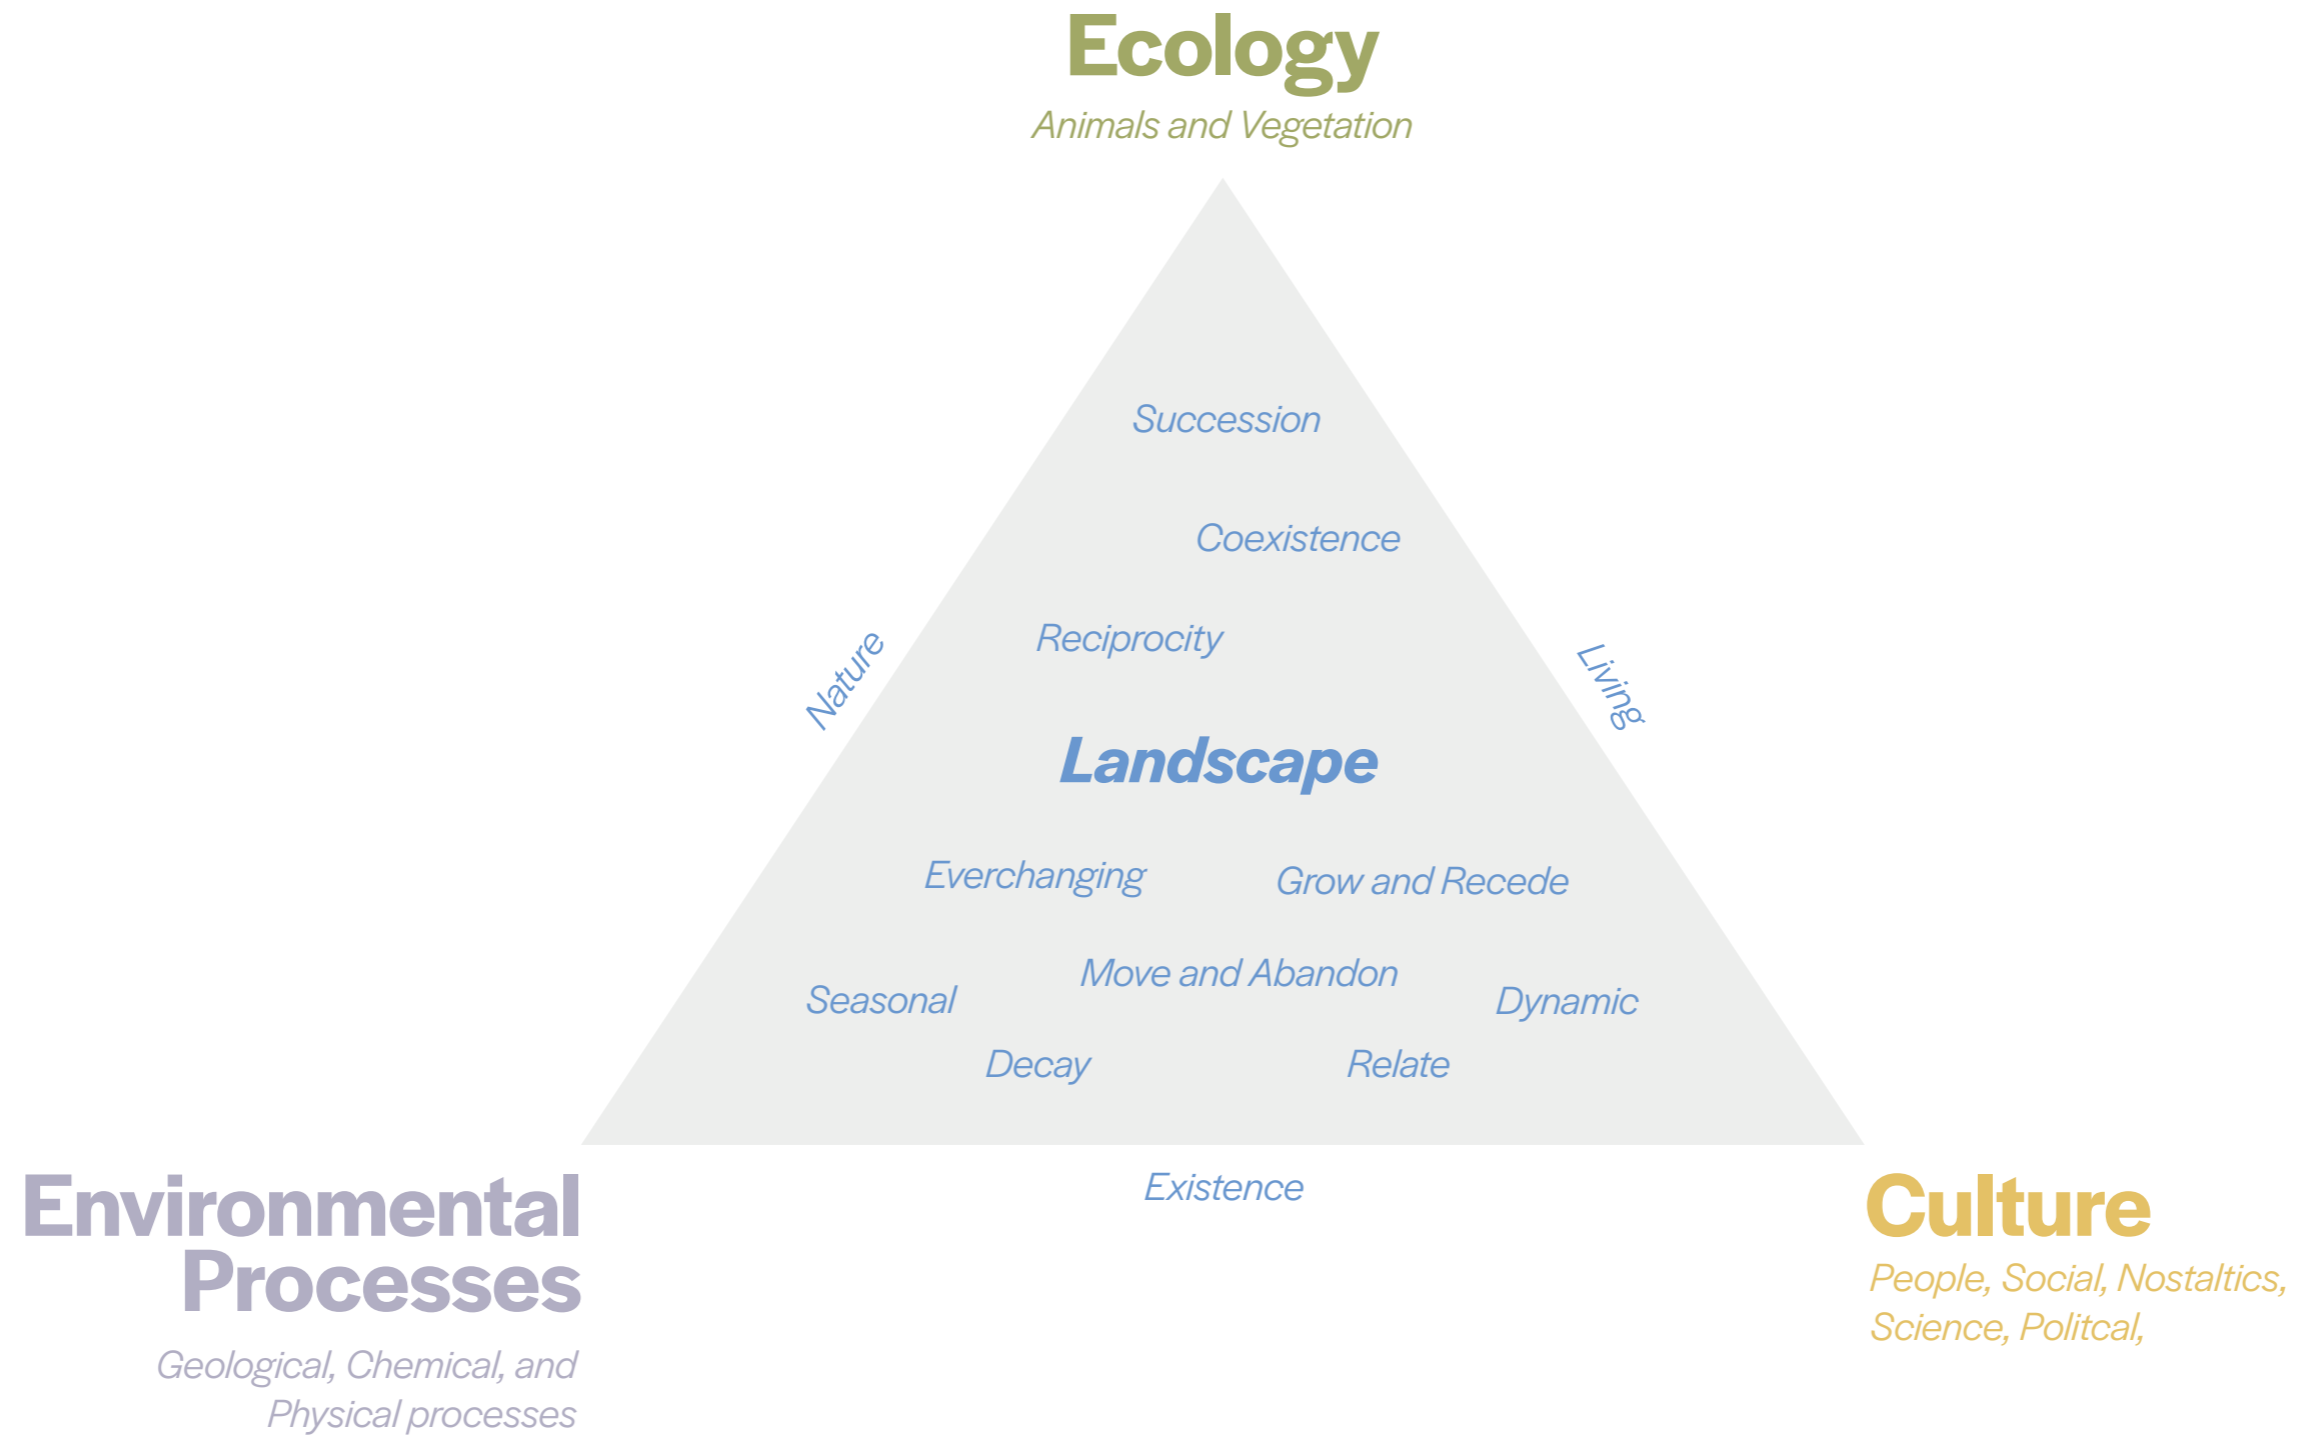 Ecology
Animals and Vegetation
Succession
Coexistence
Reciprocity
Nature
Living
Landscape
Everchanging
Grow and Recede
Move and Abandon
Seasonal
Dynamic
Decay
Relate
Existence
Environmental
Processes
Geological, Chemical, and
Physical processes
Culture
People, Social, Nostaltics,
Science, Politcal,